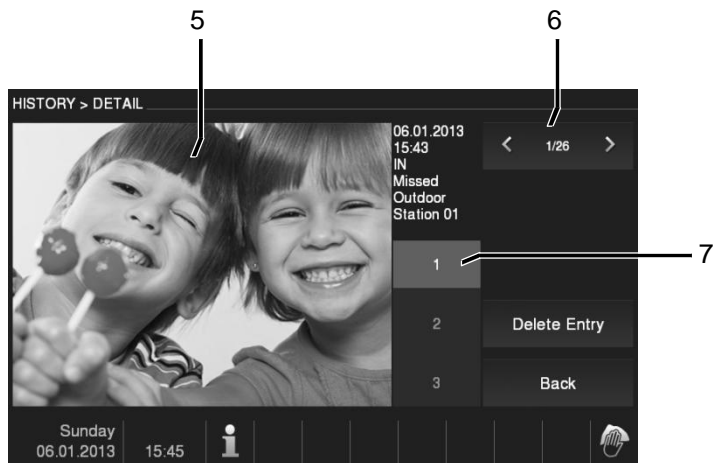 5
6
HISTORY > DETAIL
06.01.2013
15:43
IN
Missed
Outdoor
Station 01
< 1/26 >
1
7
2
Delete Entry
3
Back
Sunday
06.01.2013
15:45
i